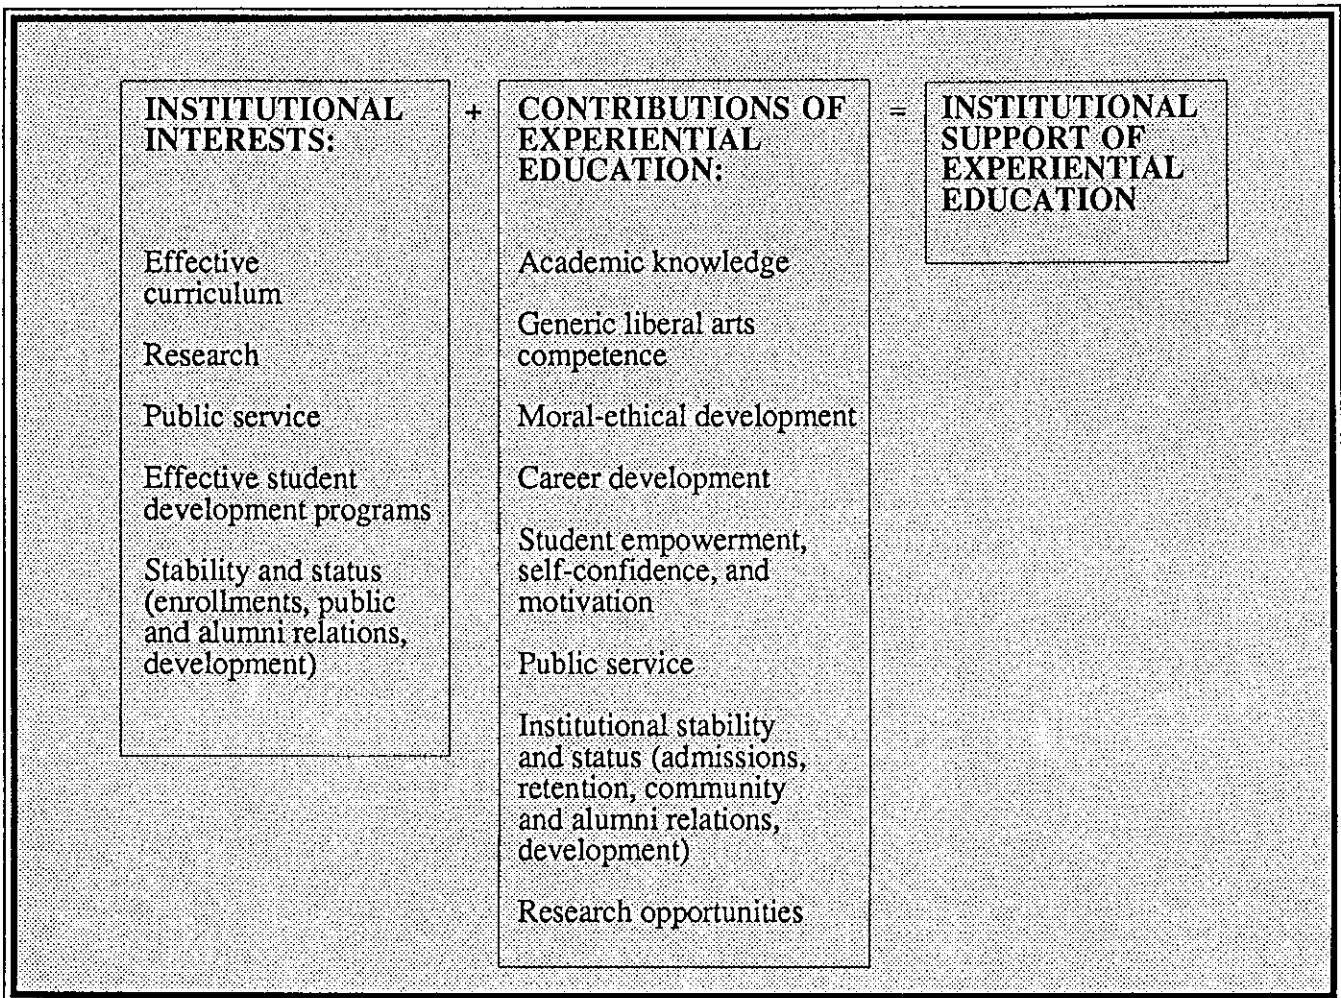 INSTITUTIONAL
INTERESTS:
Effective
curriculum
Research
Public service
Effective student
development programs
Stability and status
(enrollments, public
and alumni relations,
development)
+
CONTRIBUTIONS OF
EXPERIENTIAL
EDUCATION:
Academic knowledge
Generic liberal arts
competence
Moral-ethical development
Career development
Student empowerment,
self-confidence, and
motivation
Public service
Institutional stability
and status (admissions,
retention, community
and alumni relations,
development)
Research opportunities
=
INSTITUTIONAL
SUPPORT OF
EXPERIENTIAL
EDUCATION